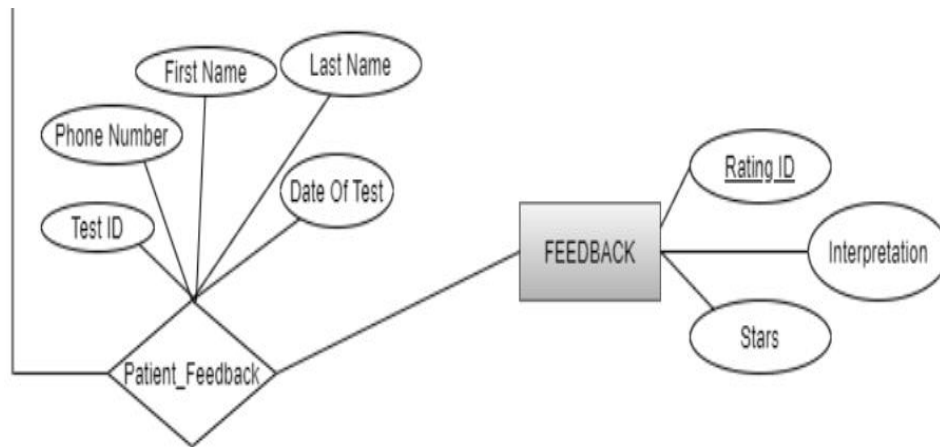 First Name
Last Name
Phone Number
Rating ID
Date Of Test
Test ID
FEEDBACK
Interpretation
Stars
Patient_Feedback